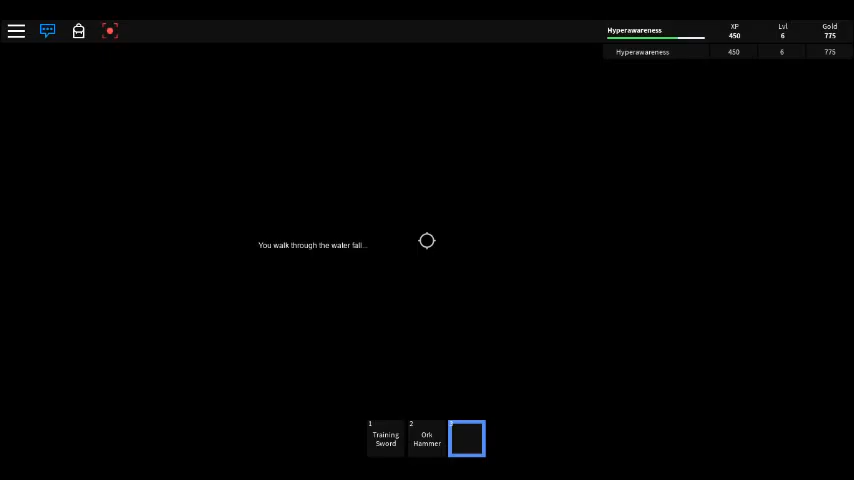 Hyperawareness XP Lvl Gold
450 6 775
Hyperawareness 450 6 775
You walk through the water fall...
1 2 3
Training Ork
Sword Hammer